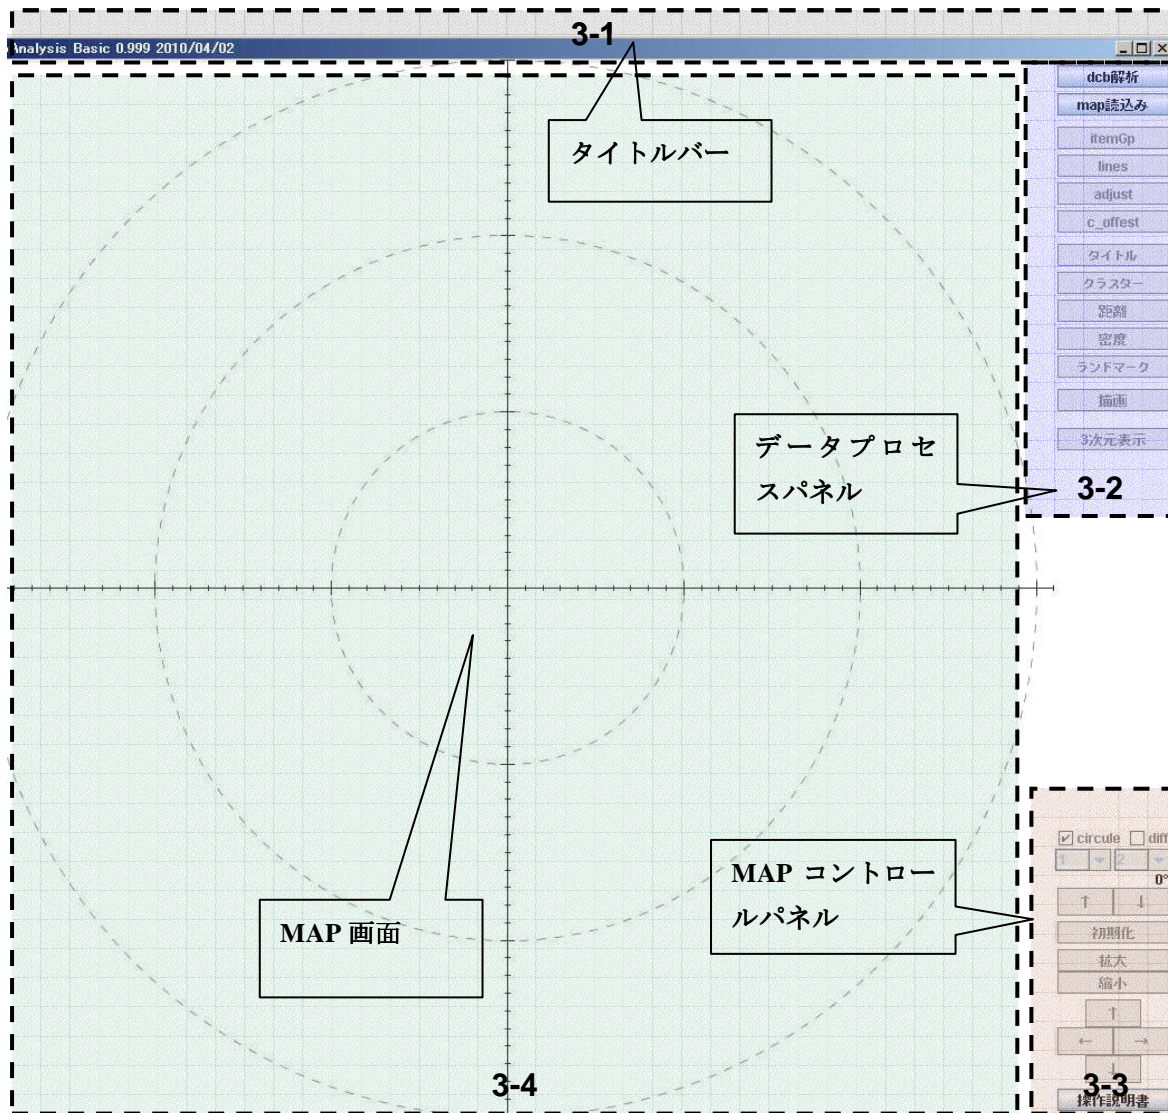 3-1
Analysis Basic 0.999 2010/04/02
タイトルバー
dcb解析
map読込み
itemGp
lines
adjust
c_offest
タイトル
クラスター
距離
密度
ランドマーク
描画
3次元表示
3-2
データプロセ
スパネル
circule diff
1 2
0°
↑ ↓
初期化
拡大
縮小
↑
← →
↓
3-3
操作説明書
MAP コントロー
ルパネル
MAP 画面
3-4